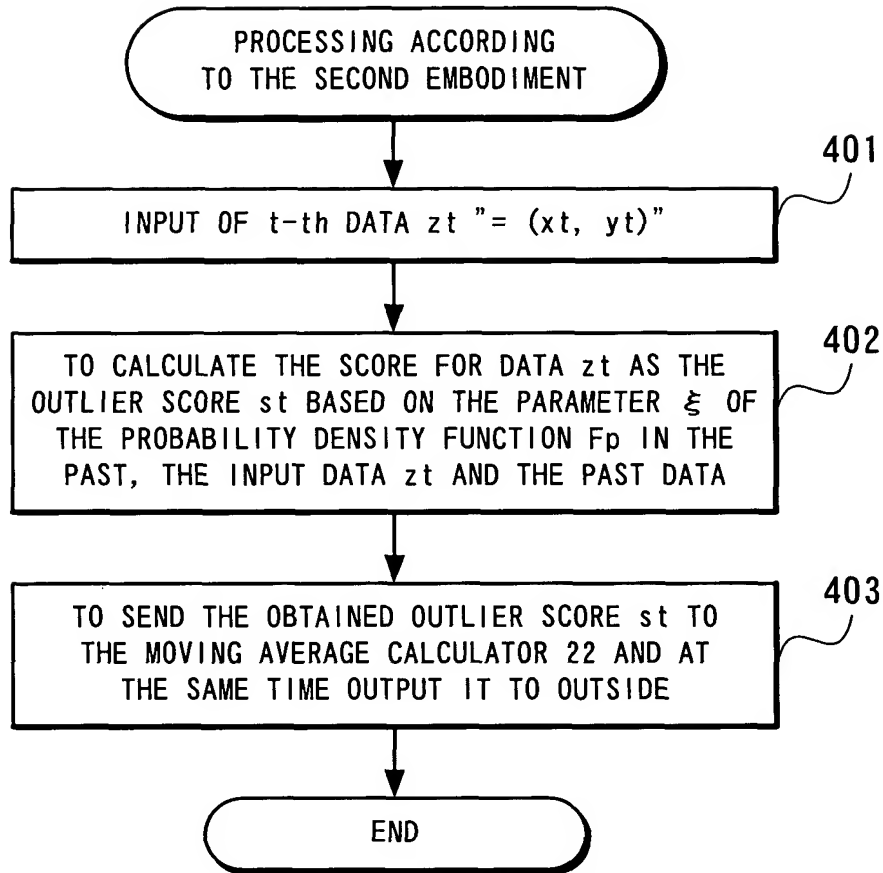 PROCESSING ACCORDING
TO THE SECOND EMBODIMENT
401
INPUT OF t-th DATA zt "= (xt, yt)"
402
TO CALCULATE THE SCORE FOR DATA zt AS THE
OUTLIER SCORE st BASED ON THE PARAMETER ξ OF
THE PROBABILITY DENSITY FUNCTION Fp IN THE
PAST, THE INPUT DATA zt AND THE PAST DATA
403
TO SEND THE OBTAINED OUTLIER SCORE st TO
THE MOVING AVERAGE CALCULATOR 22 AND AT
THE SAME TIME OUTPUT IT TO OUTSIDE
END